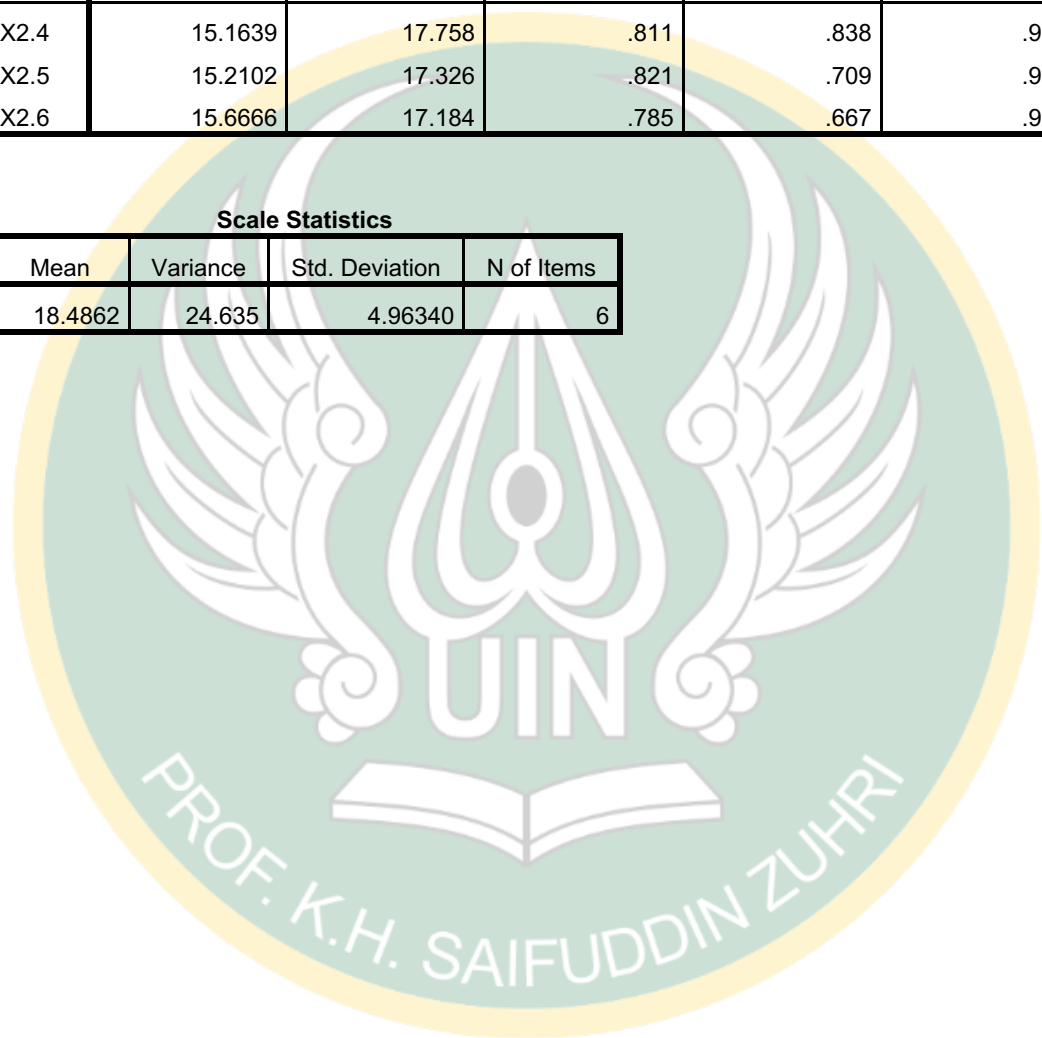 X2.4 15.1639 17.758 .811 .838 .9
X2.5 15.2102 17.326 .821 .709 .9
X2.6 15.6666 17.184 .785 .667 .9
Scale Statistics
Mean Variance Std. Deviation N of Items
18.4862 24.635 4.96340 6
UIN
PROF. K.H. SAIFUDDIN ZUHRI